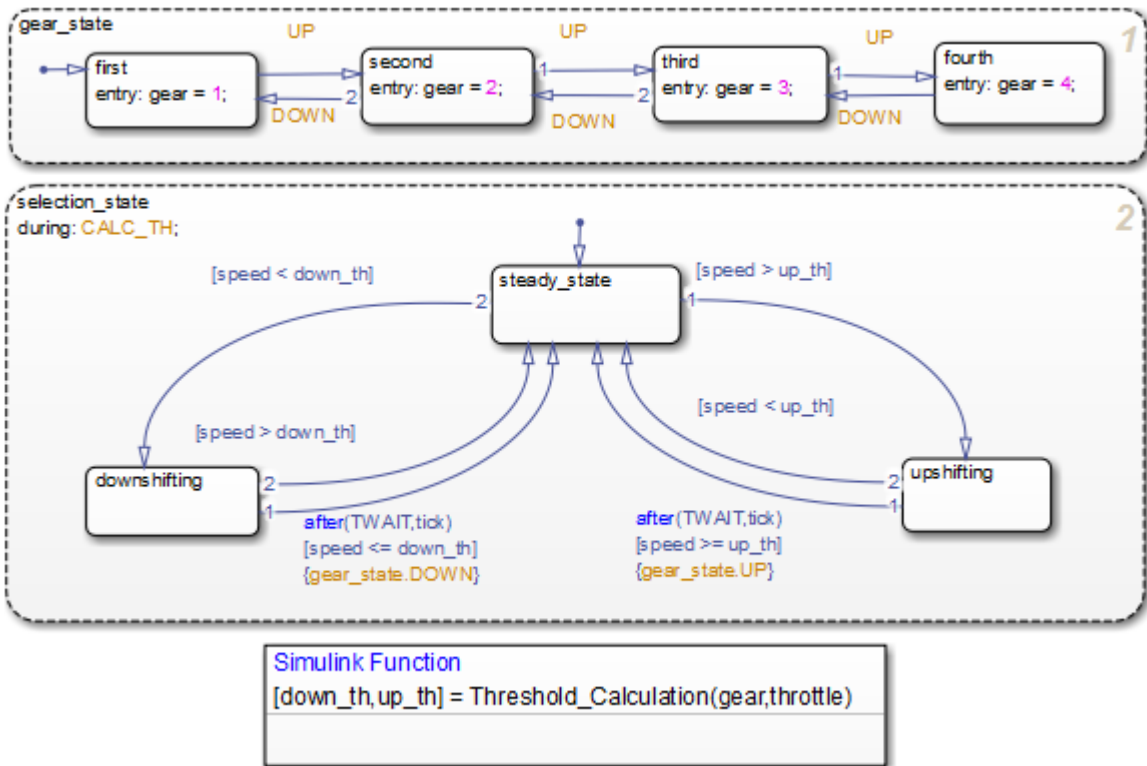 gear_state
1
UP
UP
UP
first
entry: gear = 1;
second
entry: gear = 2;
third
entry: gear = 3;
fourth
entry: gear = 4;
1
2
1
2
DOWN
DOWN
DOWN
selection_state
during: CALC_TH;
2
[speed < down_th]
steady_state
[speed > up_th]
2
1
[speed > down_th]
[speed < up_th]
downshifting
2
1
upshifting
2
1
after(TWAIT,tick)
[speed <= down_th]
{gear_state.DOWN}
after(TWAIT,tick)
[speed >= up_th]
{gear_state.UP}
Simulink Function
[down_th,up_th] = Threshold_Calculation(gear,throttle)